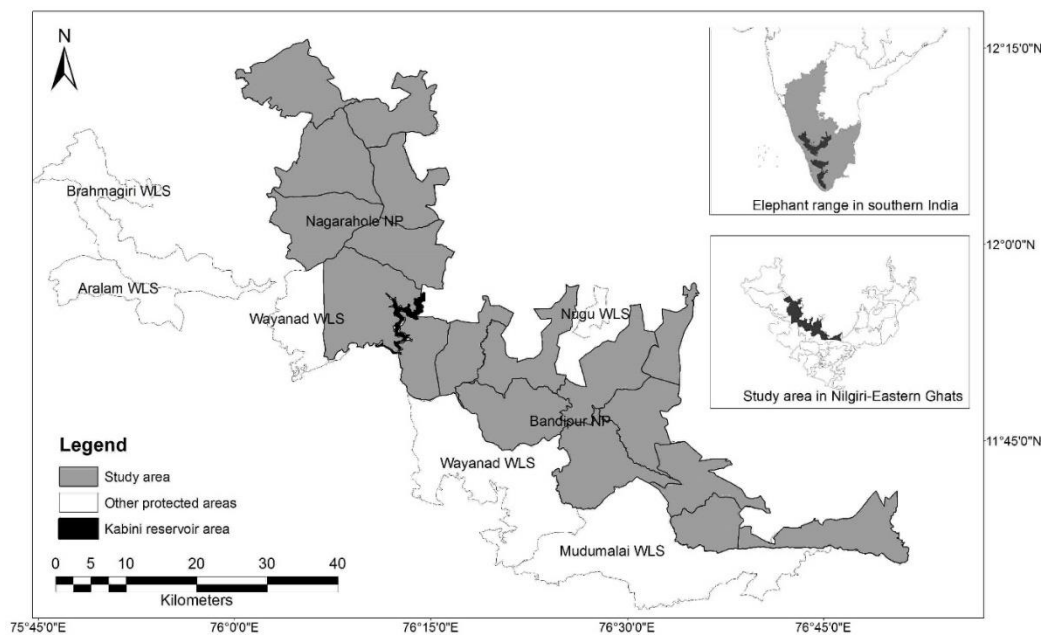 N
Brahmagiri WLS
Nagarahole NP
Aralam WLS
Wayanad WLS
Nugu WLS
Bandipur NP
Wayanad WLS
Mudumalai WLS
Elephant range in southern India
Study area in Nilgiri-Eastern Ghats
12°15'0"N
12°0'0"N
11°45'0"N
Legend
Study area
Other protected areas
Kabini reservoir area
0 5 10 20 30 40
Kilometers
75°45'0"E 76°0'0"E 76°15'0"E 76°30'0"E 76°45'0"E